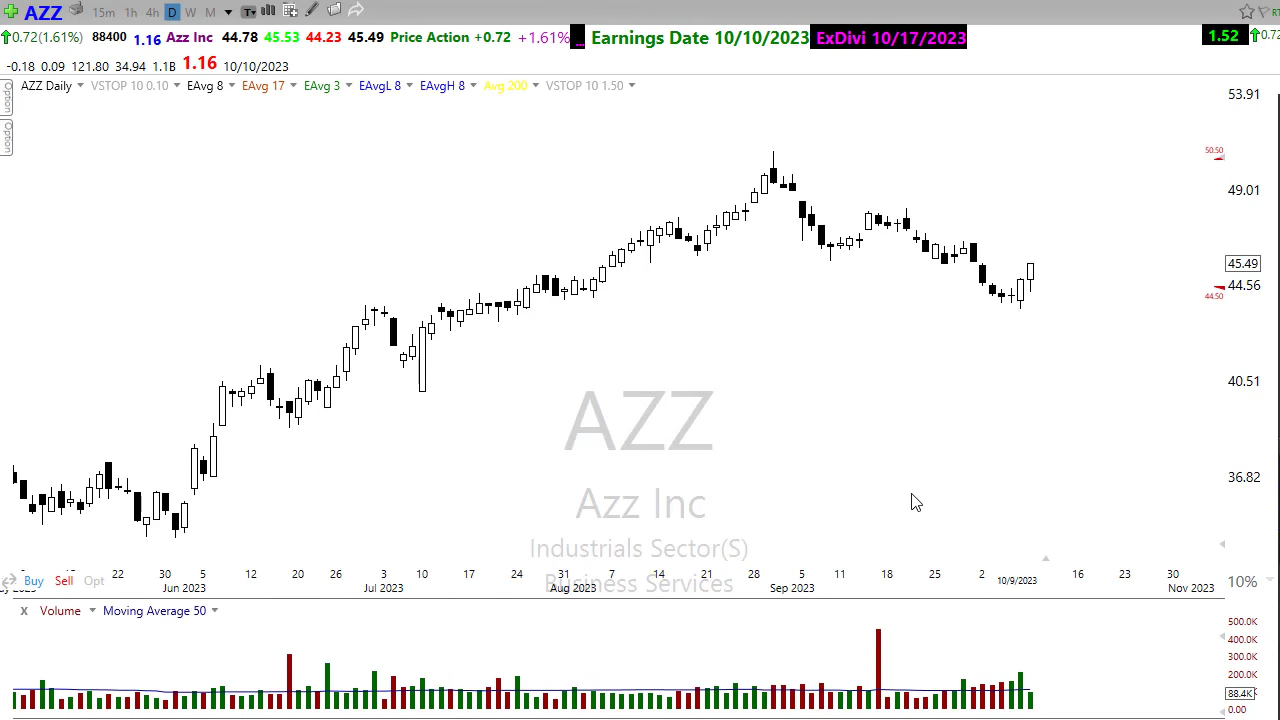 AZZ 15m 1h 4h D W M
0.72(1.61%) 88400 1.16 Azz Inc 44.78 45.53 44.23 45.49 Price Action +0.72 +1.61% ... Earnings Date 10/10/2023 ExDivi 10/17/2023 1.52 0.72
-0.18 0.09 121.80 34.94 1.1B 1.16 10/10/2023
AZZ Daily VSTOP 10 0.10 EAvg 8 EAvg 17 EAvg 3 EAvgL 8 EAvgH 8 Avg 200 VSTOP 10 1.50
Option
Option
53.91
50.50
49.01
45.49
44.56
44.50
40.51
36.82
AZZ
Azz Inc
Industrials Sector(S)
Business Services
Buy Sell Opt
22 30 5 12 20 26 3 10 17 24 31 7 14 21 28 5 11 18 25 2 10/9/2023 16 23 30
Jun 2023 Jul 2023 Aug 2023 Sep 2023 Nov 2023
10%
X Volume Moving Average 50
500.0K
400.0K
300.0K
200.0K
88.4K
0.00